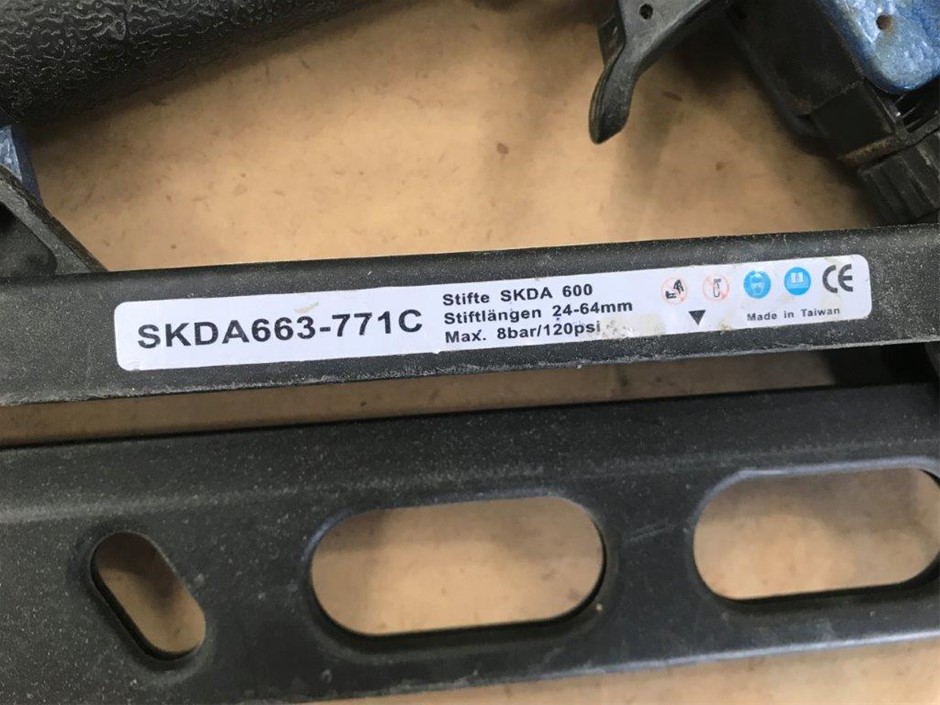 SKDA663-771C
Stifte SKDA 600
Stiftlängen 24-64mm
Max. 8bar/120psi
CE
Made in Taiwan